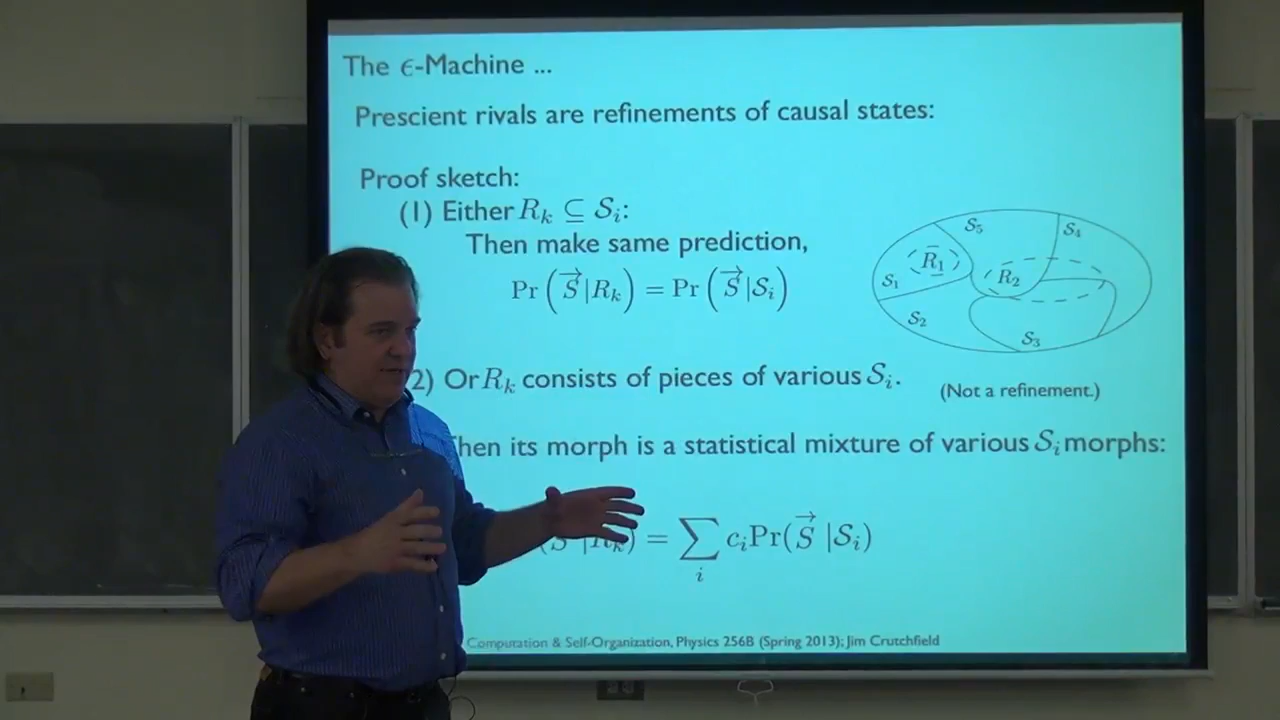 The ϵ-Machine ...
Prescient rivals are refinements of causal states:
Proof sketch:
(1) Either R_k ⊆ 𝒮_i:
Then make same prediction,
Pr(S⃗|R_k) = Pr(S⃗|𝒮_i)
𝒮_5
𝒮_4
R_1
R_2
𝒮_1
𝒮_2
𝒮_3
2) Or R_k consists of pieces of various 𝒮_i.
(Not a refinement.)
hen its morph is a statistical mixture of various 𝒮_i morphs:
(S⃗|R_k) = ∑_i c_i Pr(S⃗|𝒮_i)
Computation & Self-Organization, Physics 256B (Spring 2013); Jim Crutchfield